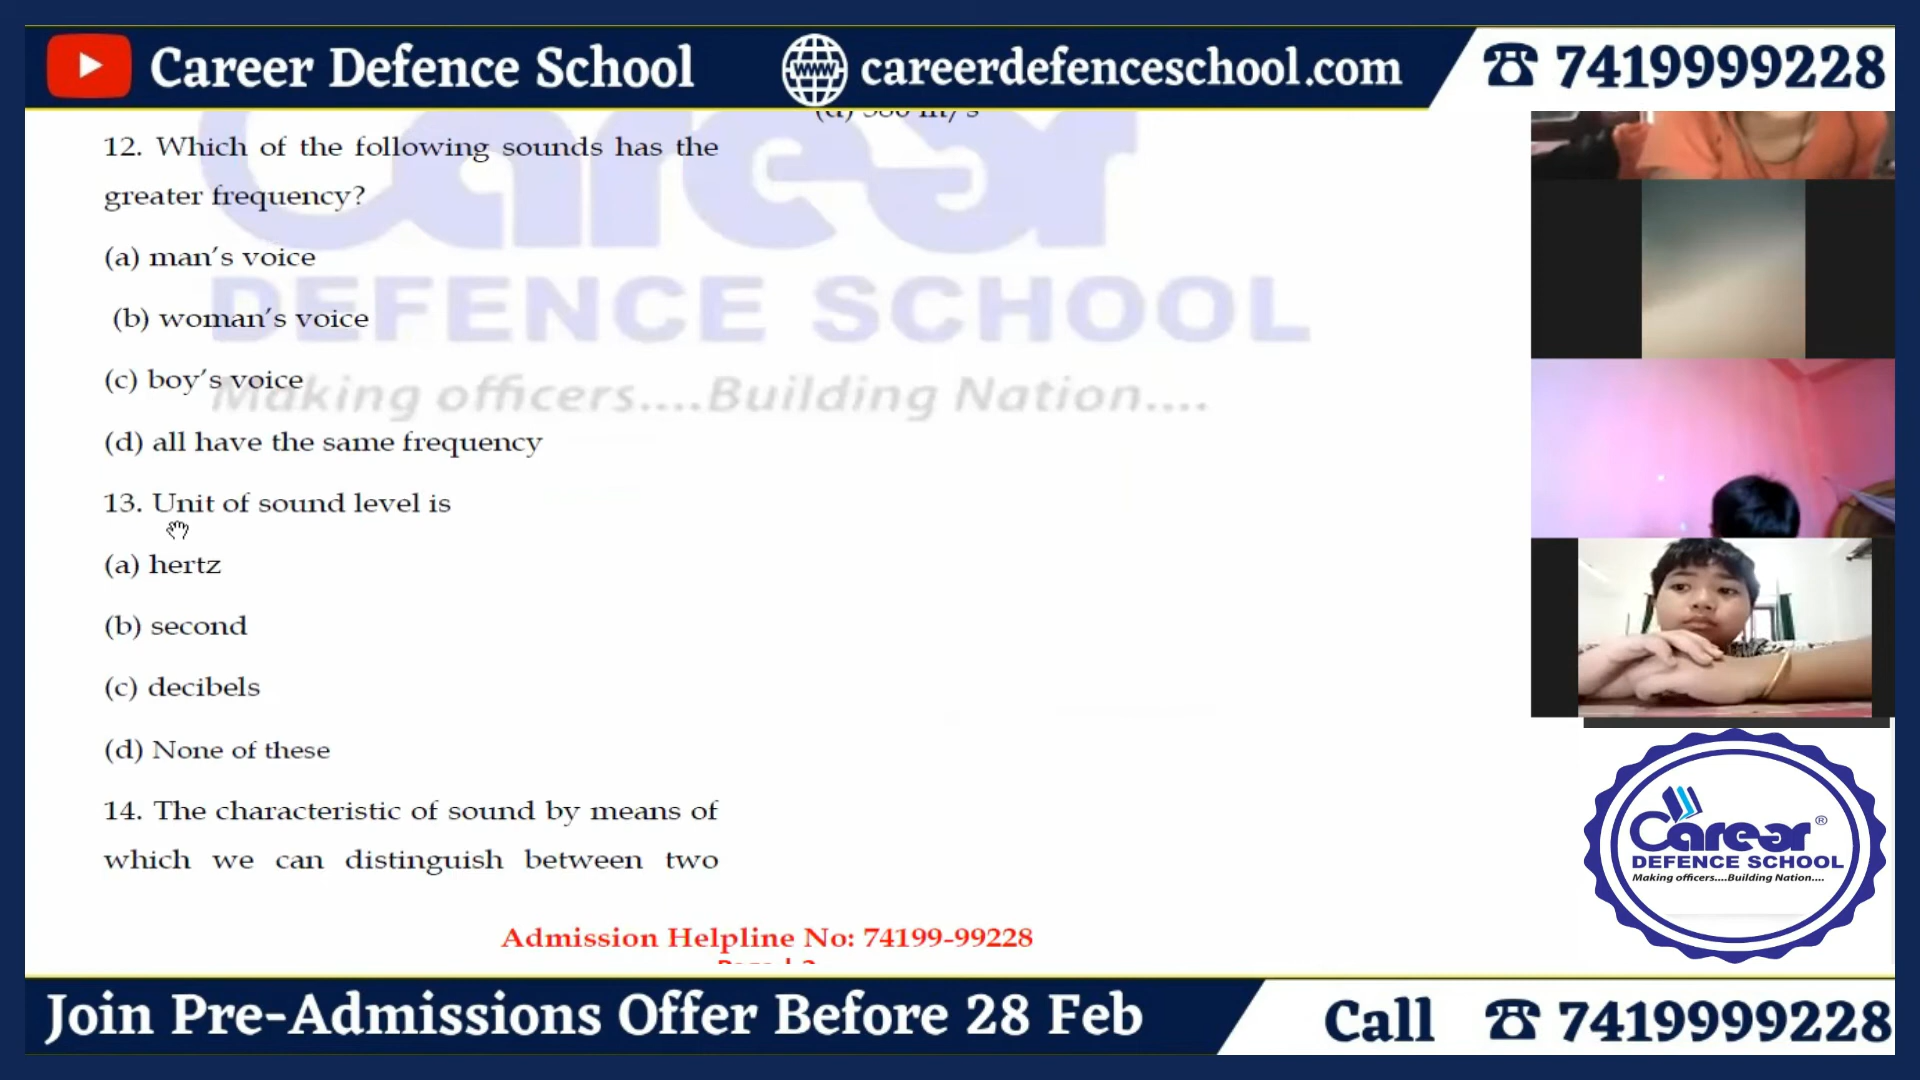 Career Defence School
www
careerdefenceschool.com
☎ 7419999228
12. Which of the following sounds has the
greater frequency?
(a) man’s voice
(b) woman’s voice
(c) boy’s voice
(d) all have the same frequency
13. Unit of sound level is
(a) hertz
(b) second
(c) decibels
(d) None of these
14. The characteristic of sound by means of
which we can distinguish between two
Career
DEFENCE SCHOOL
Making officers....Building Nation....
Career®
DEFENCE SCHOOL
Making officers....Building Nation....
Admission Helpline No: 74199-99228
Join Pre-Admissions Offer Before 28 Feb
Call ☎ 7419999228